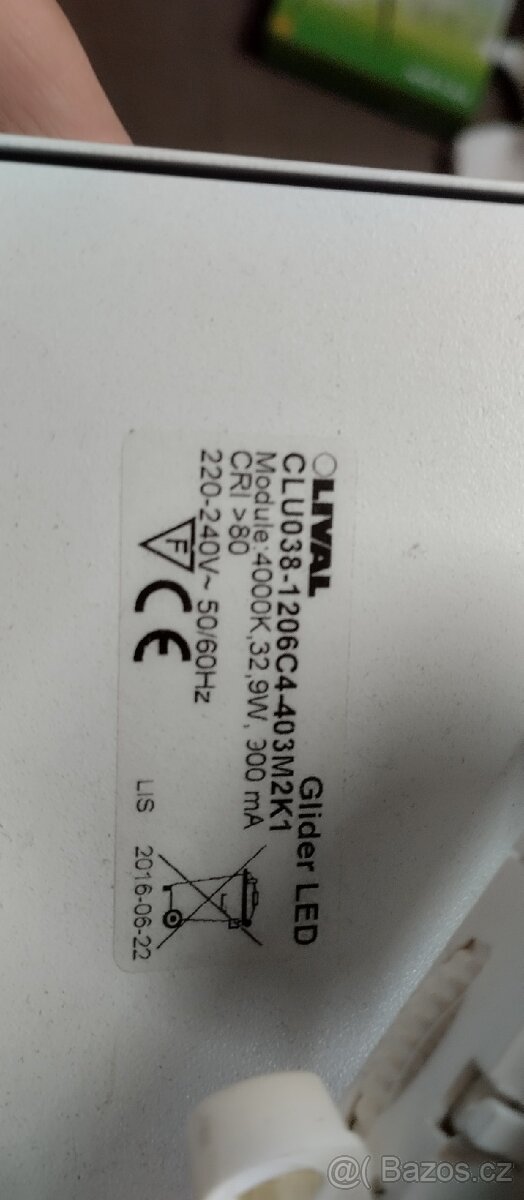 LIVAL
Glider LED
CLU038-1206C4-403M2K1
Module:4000K,32,9W, 900 mA
CRI >80
220-240V~ 50/60Hz
F CE
LIS 2016-06-22
@( Bazos.cz